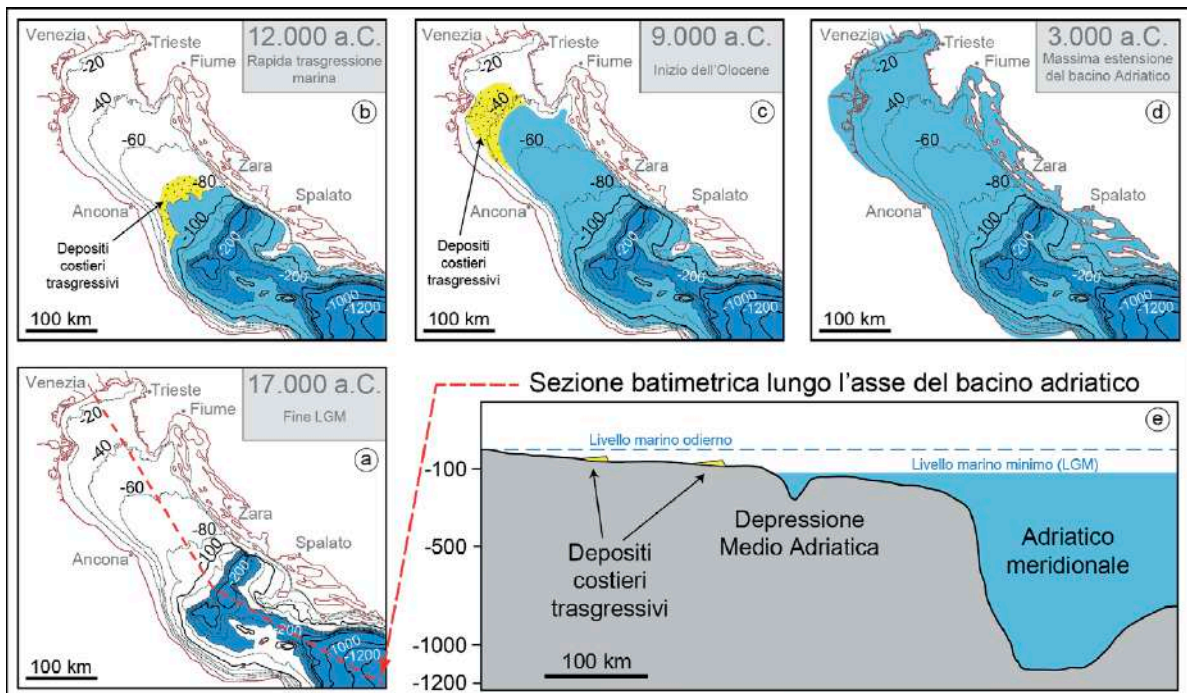 Venezia
Trieste
Fiume
12.000 a.C.
Rapida trasgressione
marina
b
-20
-40
-60
-80
Zara
-100
Spalato
Ancona
-200
Depositi
costieri
trasgressivi
-200
-1000
-1200
100 km
Venezia
Trieste
Fiume
9.000 a.C.
Inizio dell'Olocene
c
-20
-40
-60
Zara
-80
Spalato
-100
Ancona
-200
Depositi
costieri
trasgressivi
-200
-1000
-1200
100 km
Venezia
Trieste
Fiume
3.000 a.C.
Massima estensione
del bacino Adriatico
d
-20
-40
-60
Zara
-80
Spalato
-100
Ancona
-200
-200
-1000
-1200
100 km
Venezia
Trieste
Fiume
17.000 a.C.
Fine LGM
a
-20
-40
-60
Zara
-80
Spalato
-100
Ancona
-200
-200
-1000
-1200
100 km
Sezione batimetrica lungo l'asse del bacino adriatico
e
Livello marino odierno
-100
Livello marino minimo (LGM)
-500
Depositi
costieri
trasgressivi
Depressione
Medio Adriatica
Adriatico
meridionale
-1000
-1200
100 km